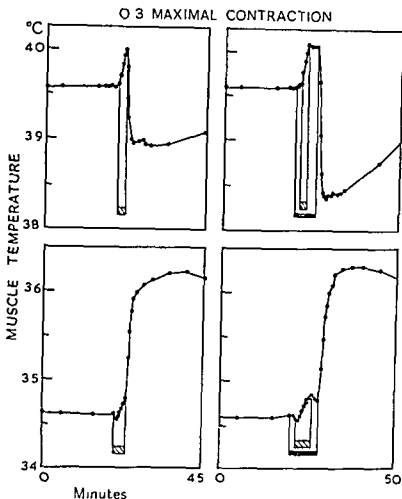 0 3 MAXIMAL CONTRACTION
°C
40
39
38
MUSCLE TEMPERATURE
36
35
34
0 45 0 50
Minutes